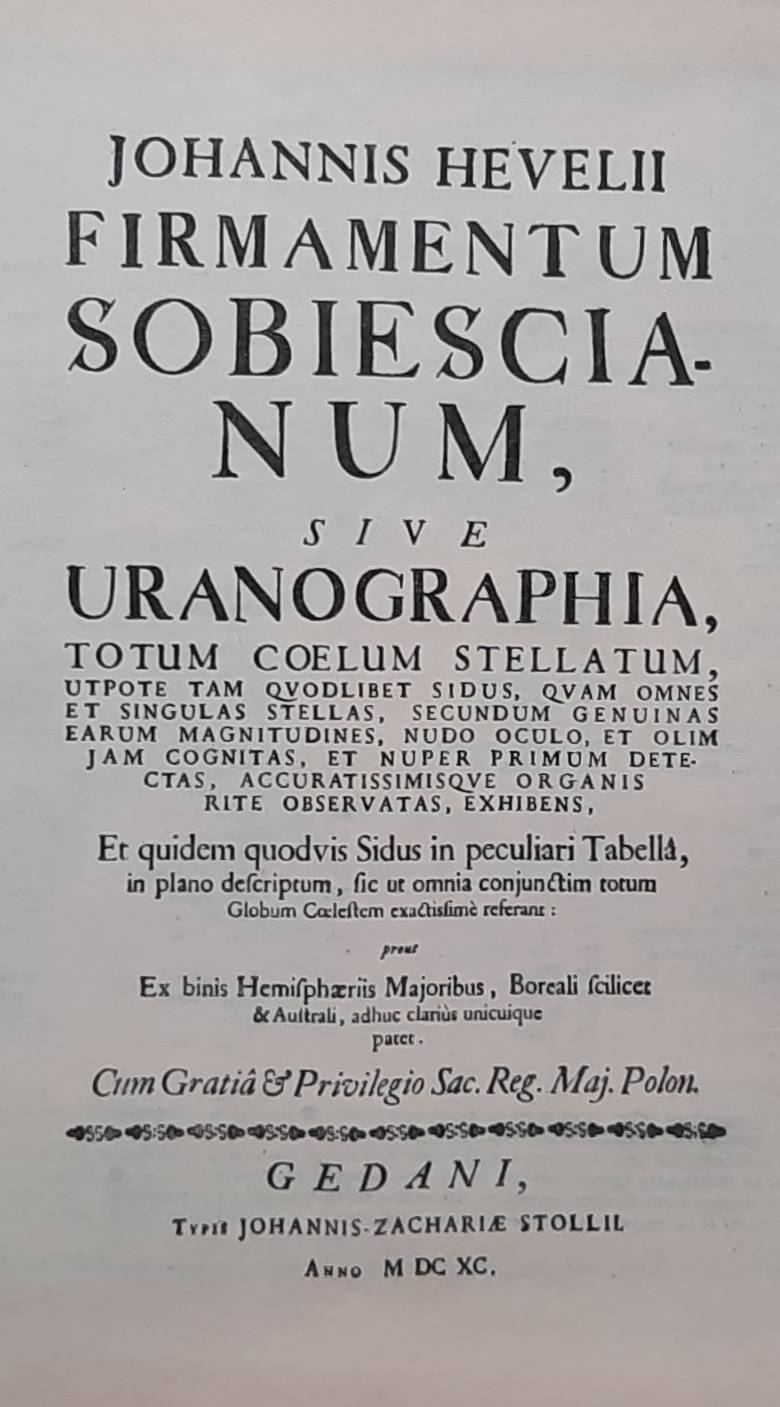 JOHANNIS HEVELII
FIRMAMENTUM
SOBIESCIA-
NUM,
SIVE
URANOGRAPHIA,
TOTUM COELUM STELLATUM,
UTPOTE TAM QVODLIBET SIDUS, QVAM OMNES
ET SINGULAS STELLAS, SECUNDUM GENUINAS
EARUM MAGNITUDINES, NUDO OCULO, ET OLIM
JAM COGNITAS, ET NUPER PRIMUM DETE-
CTAS, ACCURATISSIMISQVE ORGANIS
RITE OBSERVATAS, EXHIBENS,
Et quidem quodvis Sidus in peculiari Tabellâ,
in plano deſcriptum, ſic ut omnia conjunctim totum
Globum Cœleſtem exactisſimè referant:
prout
Ex binis Hemiſphæriis Majoribus, Boreali ſcilicet
& Auſtrali, adhuc clariùs unicuique
patet.
Cum Gratiâ & Privilegio Sac. Reg. Maj. Polon.
GEDANI,
Typis JOHANNIS-ZACHARIÆ STOLLII.
Anno M DC XC.